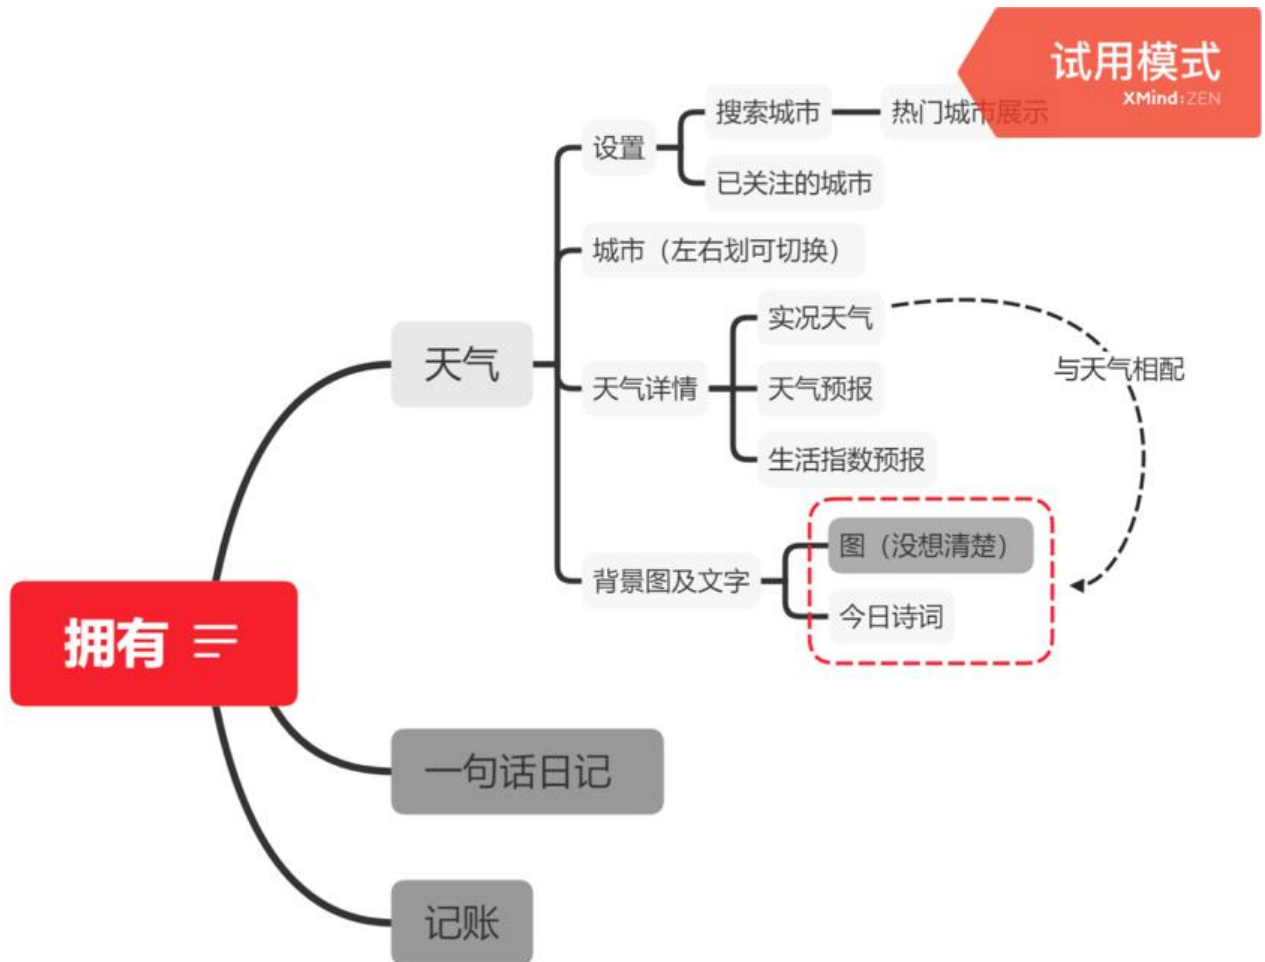 试用模式
XMind:ZEN
搜索城市
热门城市展示
设置
已关注的城市
城市（左右划可切换）
实况天气
天气
与天气相配
天气详情
天气预报
生活指数预报
图（没想清楚）
背景图及文字
今日诗词
拥有
一句话日记
记账